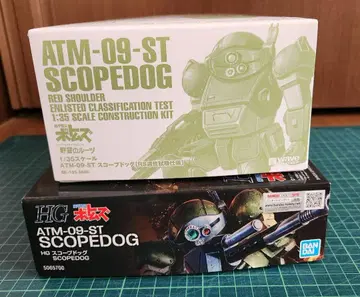 ATM-09-ST
SCOPEDOG
RED SHOULDER
ENLISTED CLASSIFICATION TEST
1:35 SCALE CONSTRUCTION KIT
ボトムズ
野望のルーツ
1/35スケール
ATM-09-ST スコープドッグ
WAVE
HG
ボトムズ
ATM-09-ST
SCOPEDOG
HG スコープドッグ
SCOPEDOG
5065700
BANDAI